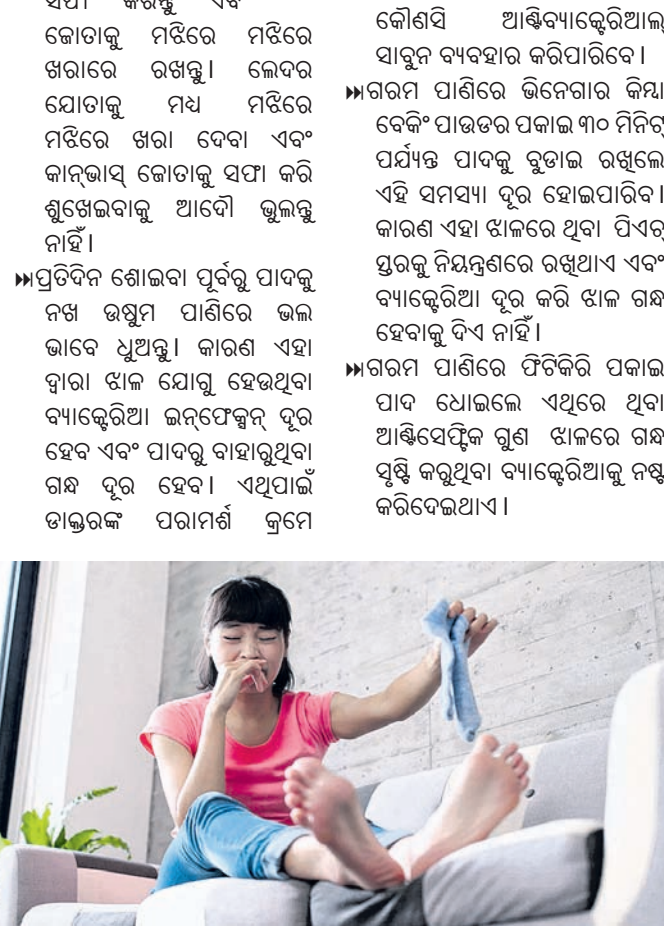 ସଫା କରନ୍ତୁ ଏବଂ
ଜୋତାକୁ ମଝିରେ ମଝିରେ
ଖରାରେ ରଖନ୍ତୁ। ଲେଦର
ଯୋତାକୁ ମଧ୍ୟ ମଝିରେ
ମଝିରେ ଖରା ଦେବା ଏବଂ
କାନ୍‌ଭାସ୍ ଜୋତାକୁ ସଫା କରି
ଶୁଖେଇବାକୁ ଆଦୌ ଭୁଲନ୍ତୁ
ନାହିଁ।
⏭ପ୍ରତିଦିନ ଶୋଇବା ପୂର୍ବରୁ ପାଦକୁ
ନଖ ଉଷୁମ ପାଣିରେ ଭଲ
ଭାବେ ଧୁଅନ୍ତୁ। କାରଣ ଏହା
ଦ୍ୱାରା ଝାଳ ଯୋଗୁ ହେଉଥିବା
ବ୍ୟାକ୍ଟେରିଆ ଇନ୍‌ଫେକ୍ସନ୍ ଦୂର
ହେବ ଏବଂ ପାଦରୁ ବାହାରୁଥିବା
ଗନ୍ଧ ଦୂର ହେବ। ଏଥିପାଇଁ
ଡାକ୍ତରଙ୍କ ପରାମର୍ଶ କ୍ରମେ
କୌଣସି ଆଣ୍ଟିବ୍ୟାକ୍ଟେରିଆଲ୍
ସାବୁନ ବ୍ୟବହାର କରିପାରିବେ।
⏭ଗରମ ପାଣିରେ ଭିନେଗାର କିମ୍ବା
ବେକିଂ ପାଉଡର ପକାଇ ୩୦ ମିନିଟ୍
ପର୍ଯ୍ୟନ୍ତ ପାଦକୁ ବୁଡାଇ ରଖିଲେ
ଏହି ସମସ୍ୟା ଦୂର ହୋଇପାରିବ।
କାରଣ ଏହା ଝାଳରେ ଥିବା ପିଏଚ୍
ସ୍ତରକୁ ନିୟନ୍ତ୍ରଣରେ ରଖିଥାଏ ଏବଂ
ବ୍ୟାକ୍ଟେରିଆ ଦୂର କରି ଝାଳ ଗନ୍ଧ
ହେବାକୁ ଦିଏ ନାହିଁ।
⏭ଗରମ ପାଣିରେ ଫିଟିକିରି ପକାଇ
ପାଦ ଧୋଇଲେ ଏଥିରେ ଥିବା
ଆଣ୍ଟିସେପ୍ଟିକ ଗୁଣ ଝାଳରେ ଗନ୍ଧ
ସୃଷ୍ଟି କରୁଥିବା ବ୍ୟାକ୍ଟେରିଆକୁ ନଷ୍ଟ
କରିଦେଇଥାଏ।